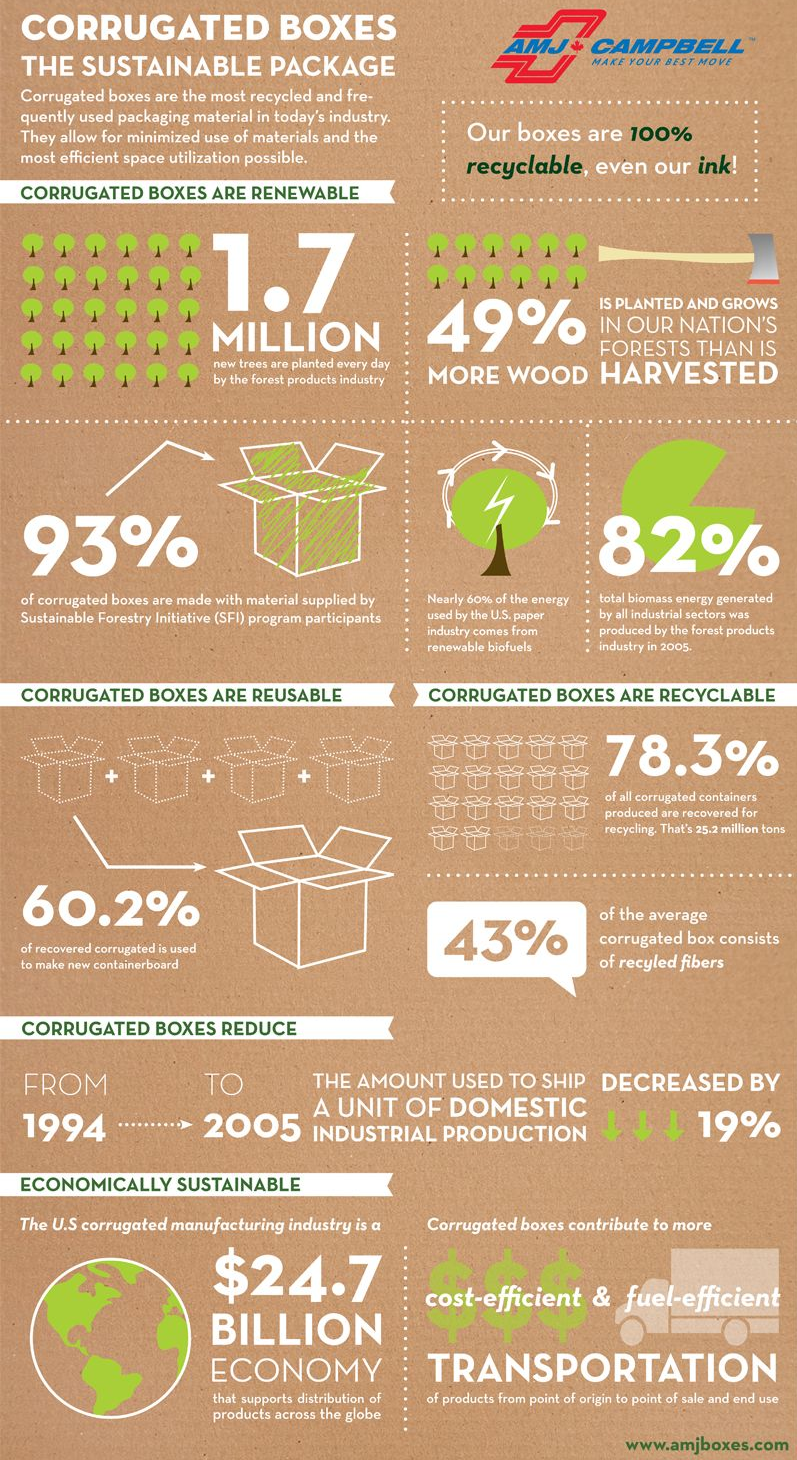 CORRUGATED BOXES
THE SUSTAINABLE PACKAGE
Corrugated boxes are the most recycled and fre-
quently used packaging material in today's industry.
They allow for minimized use of materials and the
most efficient space utilization possible.
AMJ CAMPBELL™
MAKE YOUR BEST MOVE
Our boxes are 100%
recyclable, even our ink!
CORRUGATED BOXES ARE RENEWABLE
1.7
MILLION
new trees are planted every day
by the forest products industry
49%
MORE WOOD
IS PLANTED AND GROWS
IN OUR NATION'S
FORESTS THAN IS
HARVESTED
93%
of corrugated boxes are made with material supplied by
Sustainable Forestry Initiative (SFI) program participants
Nearly 60% of the energy
used by the U.S. paper
industry comes from
renewable biofuels
82%
total biomass energy generated
by all industrial sectors was
produced by the forest products
industry in 2005.
CORRUGATED BOXES ARE REUSABLE
+ + +
60.2%
of recovered corrugated is used
to make new containerboard
CORRUGATED BOXES ARE RECYCLABLE
78.3%
of all corrugated containers
produced are recovered for
recycling. That's 25.2 million tons
43%
of the average
corrugated box consists
of recyled fibers
CORRUGATED BOXES REDUCE
FROM
1994
TO
2005
THE AMOUNT USED TO SHIP
A UNIT OF DOMESTIC
INDUSTRIAL PRODUCTION
DECREASED BY
19%
ECONOMICALLY SUSTAINABLE
The U.S corrugated manufacturing industry is a
$24.7
BILLION
ECONOMY
that supports distribution of
products across the globe
Corrugated boxes contribute to more
$$$
cost-efficient & fuel-efficient
TRANSPORTATION
of products from point of origin to point of sale and end use
www.amjboxes.com